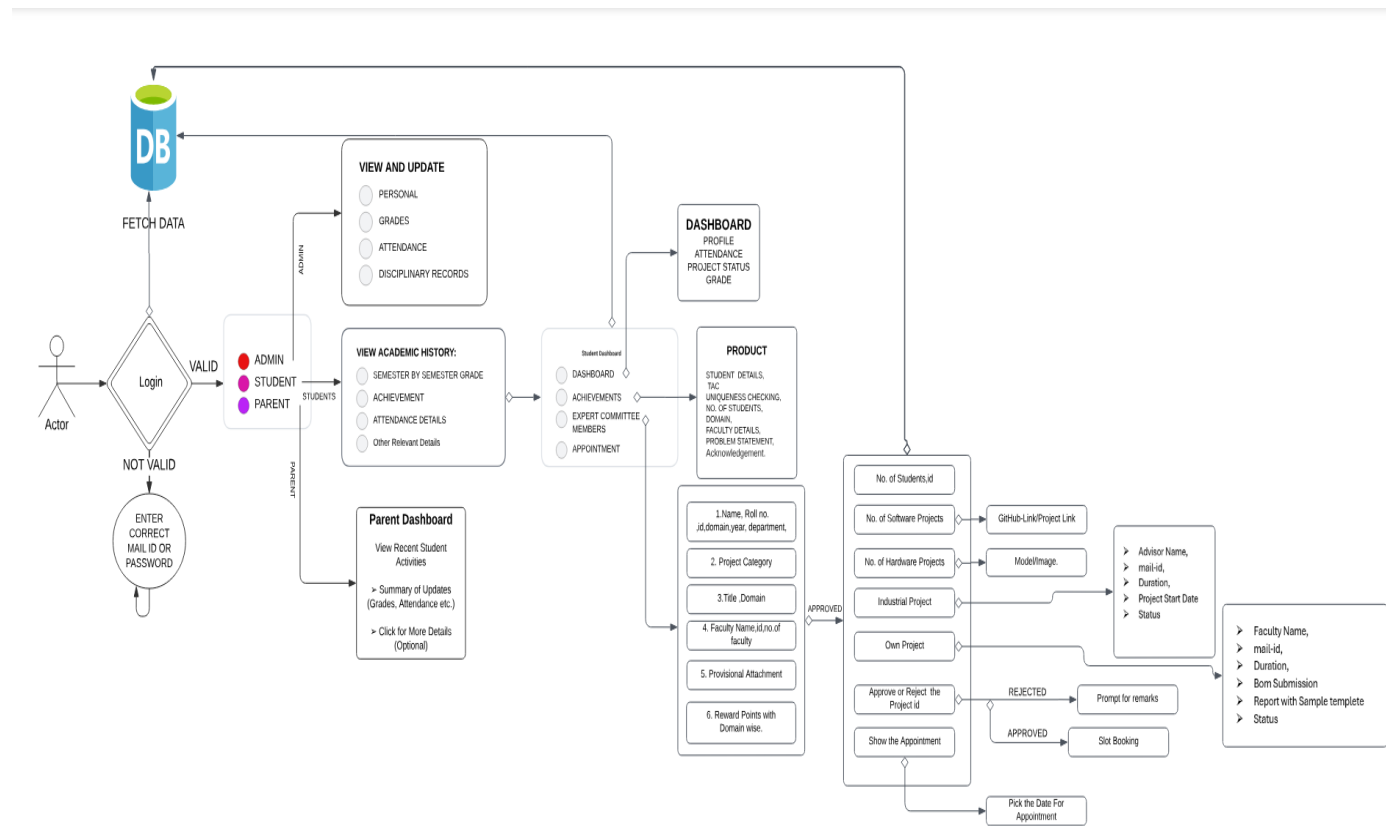 DB
FETCH DATA
Actor
Login
VALID
NOT VALID
ENTER
CORRECT
MAIL ID OR
PASSWORD
ADMIN
STUDENT
PARENT
ADMIN
STUDENTS
PARENT
VIEW AND UPDATE
PERSONAL
GRADES
ATTENDANCE
DISCIPLINARY RECORDS
VIEW ACADEMIC HISTORY:
SEMESTER BY SEMESTER GRADE
ACHIEVEMENT
ATTENDANCE DETAILS
Other Relevant Details
Parent Dashboard
View Recent Student
Activities
➢ Summary of Updates
(Grades, Attendance etc.)
➢ Click for More Details
(Optional)
Student Dashboard
DASHBOARD
ACHIEVEMENTS
EXPERT COMMITTEE
MEMBERS
APPOINTMENT
DASHBOARD
PROFILE
ATTENDANCE
PROJECT STATUS
GRADE
PRODUCT
STUDENT DETAILS,
TAC
UNIQUENESS CHECKING,
NO. OF STUDENTS,
DOMAIN,
FACULTY DETAILS,
PROBLEM STATEMENT,
Acknowledgement.
1.Name, Roll no.
,id,domain,year, department,
2. Project Category
3.Title ,Domain
4. Faculty Name,id,no.of
faculty
5. Provisional Attachment
6. Reward Points with
Domain wise.
APPROVED
No. of Students,id
No. of Software Projects
No. of Hardware Projects
Industrial Project
Own Project
Approve or Reject the
Project id
Show the Appointment
GitHub-Link/Project Link
Model/Image.
➢ Advisor Name,
➢ mail-id,
➢ Duration,
➢ Project Start Date
➢ Status
➢ Faculty Name,
➢ mail-id,
➢ Duration,
➢ Bom Submission
➢ Report with Sample templete
➢ Status
REJECTED
Prompt for remarks
APPROVED
Slot Booking
Pick the Date For
Appointment